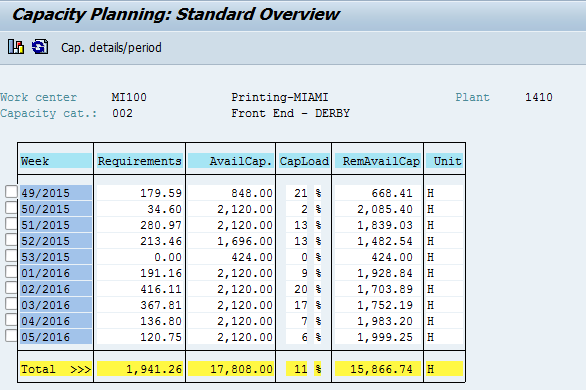 Capacity Planning: Standard Overview
Cap. details/period
Work center MI100 Printing-MIAMI Plant 1410
Capacity cat.: 002 Front End - DERBY
Week Requirements AvailCap. CapLoad RemAvailCap Unit
49/2015 179.59 848.00 21 % 668.41 H
50/2015 34.60 2,120.00 2 % 2,085.40 H
51/2015 280.97 2,120.00 13 % 1,839.03 H
52/2015 213.46 1,696.00 13 % 1,482.54 H
53/2015 0.00 424.00 0 % 424.00 H
01/2016 191.16 2,120.00 9 % 1,928.84 H
02/2016 416.11 2,120.00 20 % 1,703.89 H
03/2016 367.81 2,120.00 17 % 1,752.19 H
04/2016 136.80 2,120.00 7 % 1,983.20 H
05/2016 120.75 2,120.00 6 % 1,999.25 H
Total >>> 1,941.26 17,808.00 11 % 15,866.74 H